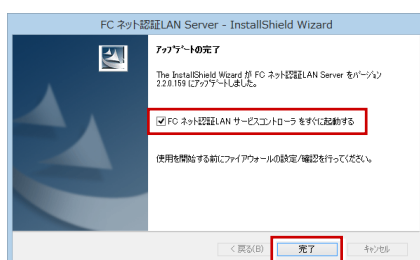 FC ネット認証LAN Server - InstallShield Wizard
アップデートの完了
The InstallShield Wizard が FC ネット認証LAN Server をバージョン
2.2.0.159 にアップデートしました。
FC ネット認証LAN サービスコントローラ をすぐに起動する
使用を開始する前にファイアウォールの設定/確認を行ってください。
< 戻る(B)
完了
キャンセル